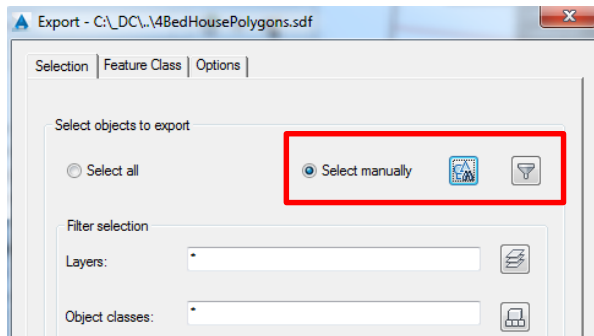 Export - C:\_DC\..\4BedHousePolygons.sdf
Selection Feature Class Options
Select objects to export
Select all Select manually
Filter selection
Layers: *
Object classes: *